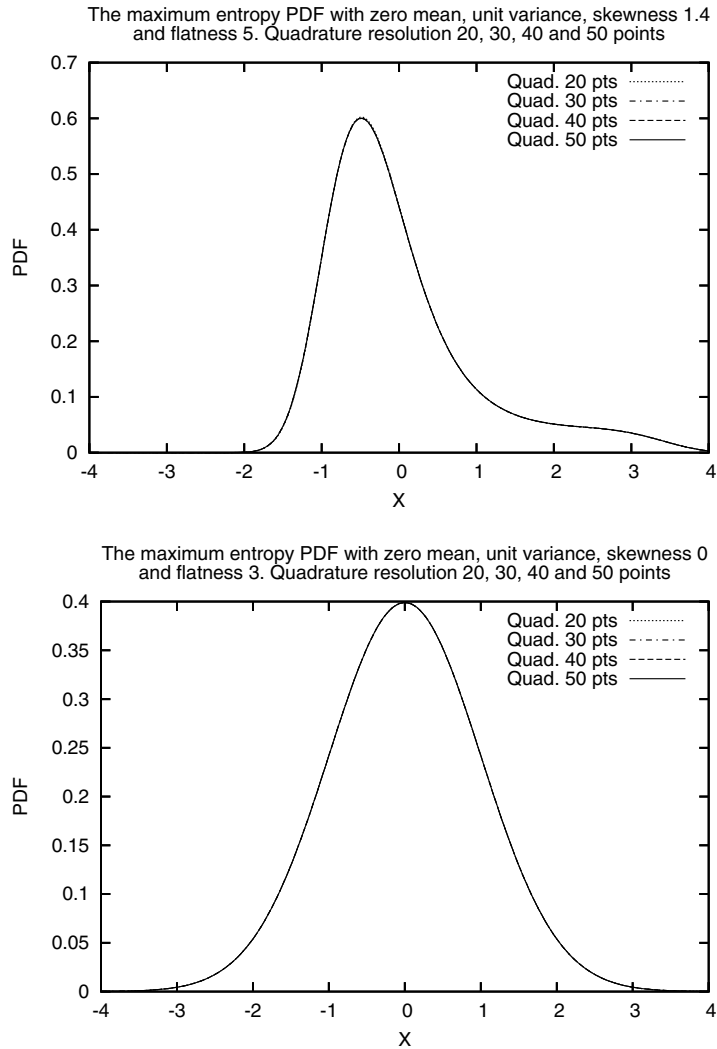 The maximum entropy PDF with zero mean, unit variance, skewness 1.4
and flatness 5. Quadrature resolution 20, 30, 40 and 50 points
0.7
0.6
0.5
0.4
0.3
0.2
0.1
0
PDF
Quad. 20 pts
Quad. 30 pts
Quad. 40 pts
Quad. 50 pts
-4 -3 -2 -1 0 1 2 3 4
X
The maximum entropy PDF with zero mean, unit variance, skewness 0
and flatness 3. Quadrature resolution 20, 30, 40 and 50 points
0.4
0.35
0.3
0.25
0.2
0.15
0.1
0.05
0
PDF
Quad. 20 pts
Quad. 30 pts
Quad. 40 pts
Quad. 50 pts
-4 -3 -2 -1 0 1 2 3 4
X